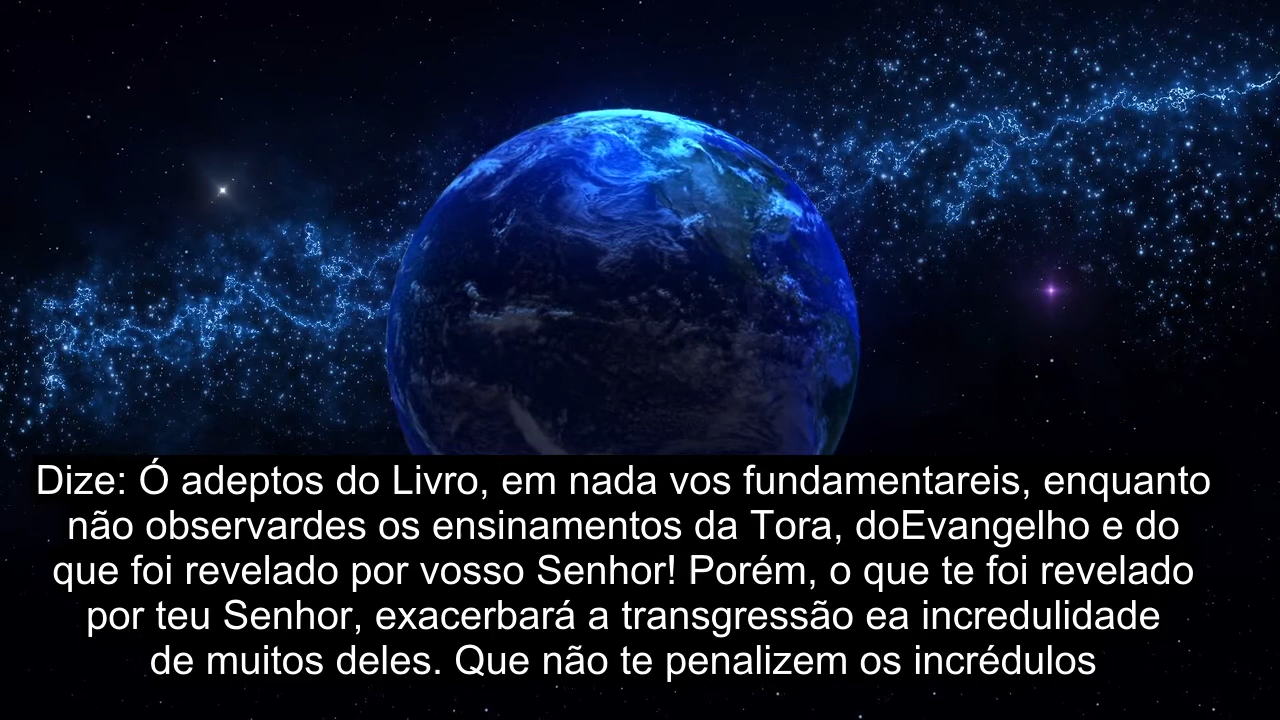 Dize: Ó adeptos do Livro, em nada vos fundamentareis, enquanto
não observardes os ensinamentos da Tora, doEvangelho e do
que foi revelado por vosso Senhor! Porém, o que te foi revelado
por teu Senhor, exacerbará a transgressão ea incredulidade
de muitos deles. Que não te penalizem os incrédulos